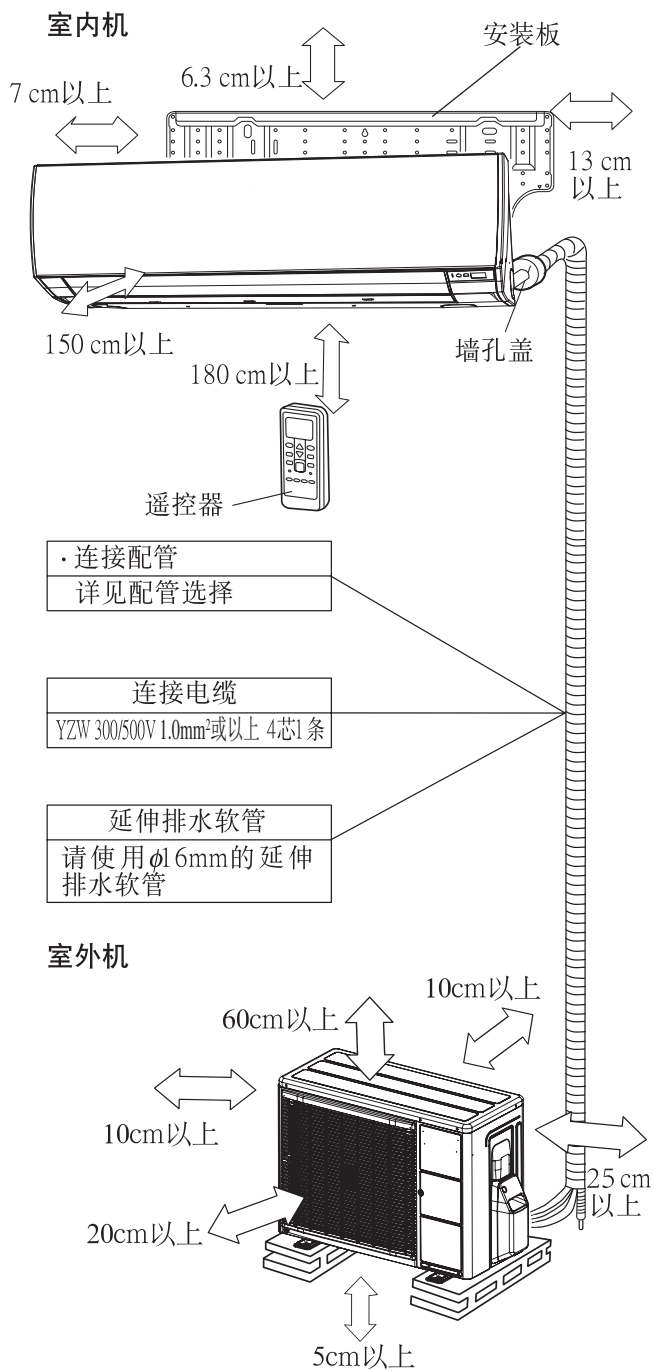 室内机
安装板
6.3 cm以上
7 cm以上
13 cm
以上
150 cm以上
墙孔盖
180 cm以上
遥控器
· 连接配管
详见配管选择
连接电缆
YZW 300/500V 1.0mm²或以上 4芯1条
延伸排水软管
请使用ϕ16mm的延伸
排水软管
室外机
10cm以上
60cm以上
10cm以上
25 cm
以上
20cm以上
5cm以上